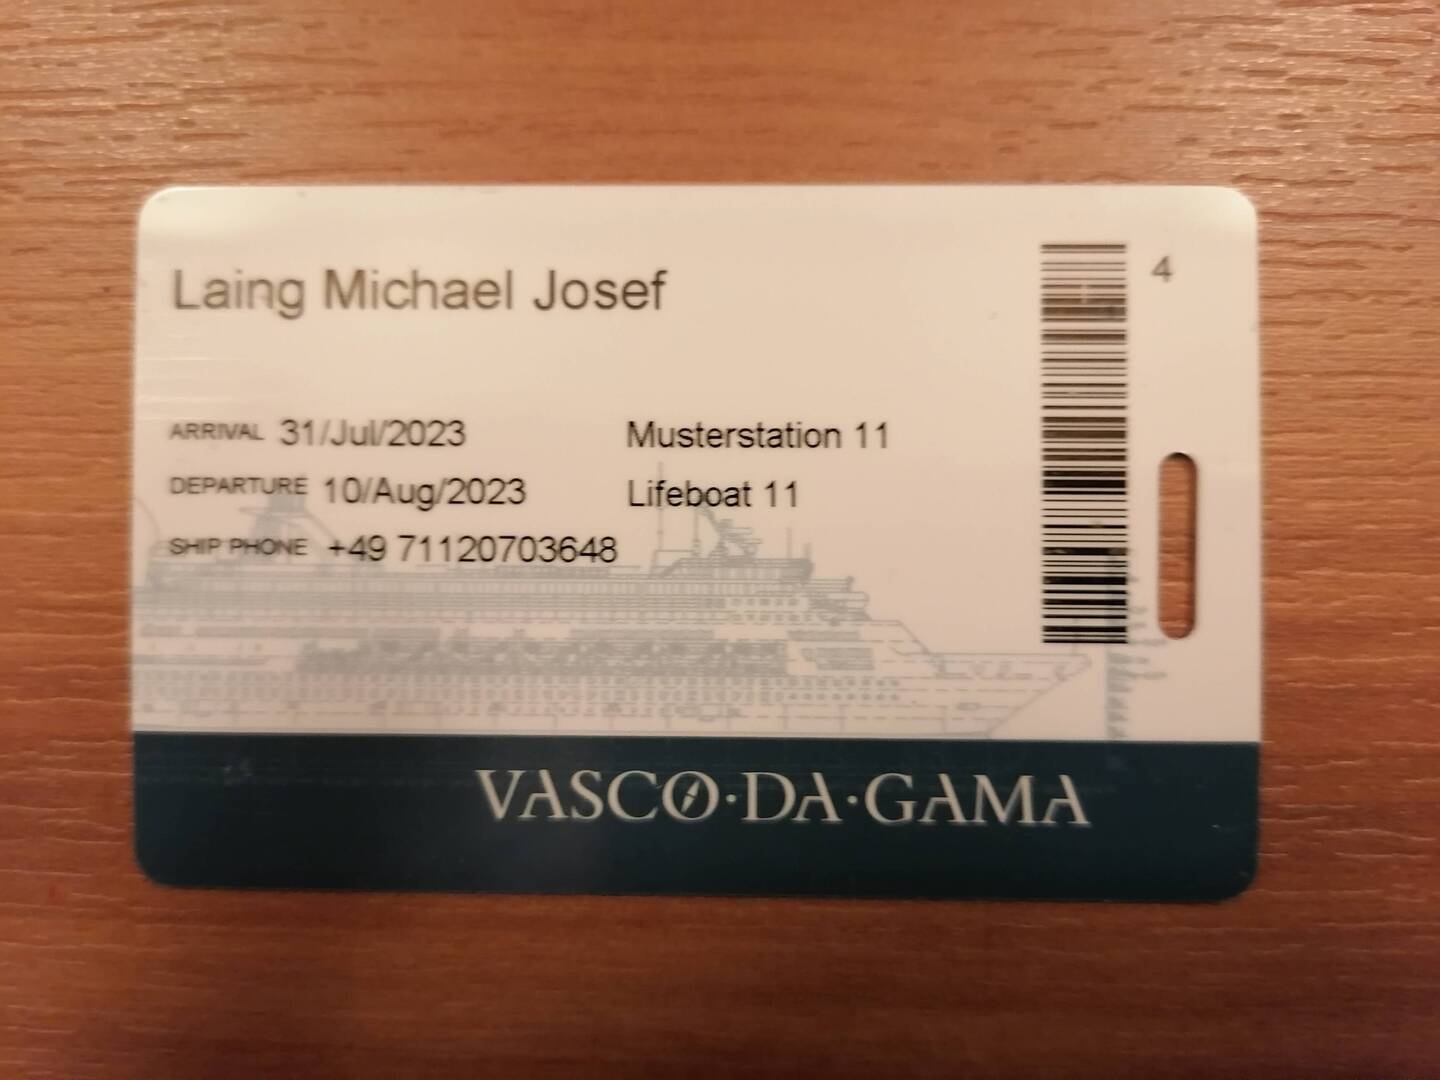 Laing Michael Josef
4
ARRIVAL 31/Jul/2023
Musterstation 11
DEPARTURE 10/Aug/2023
Lifeboat 11
SHIP PHONE +49 71120703648
VASCO·DA·GAMA